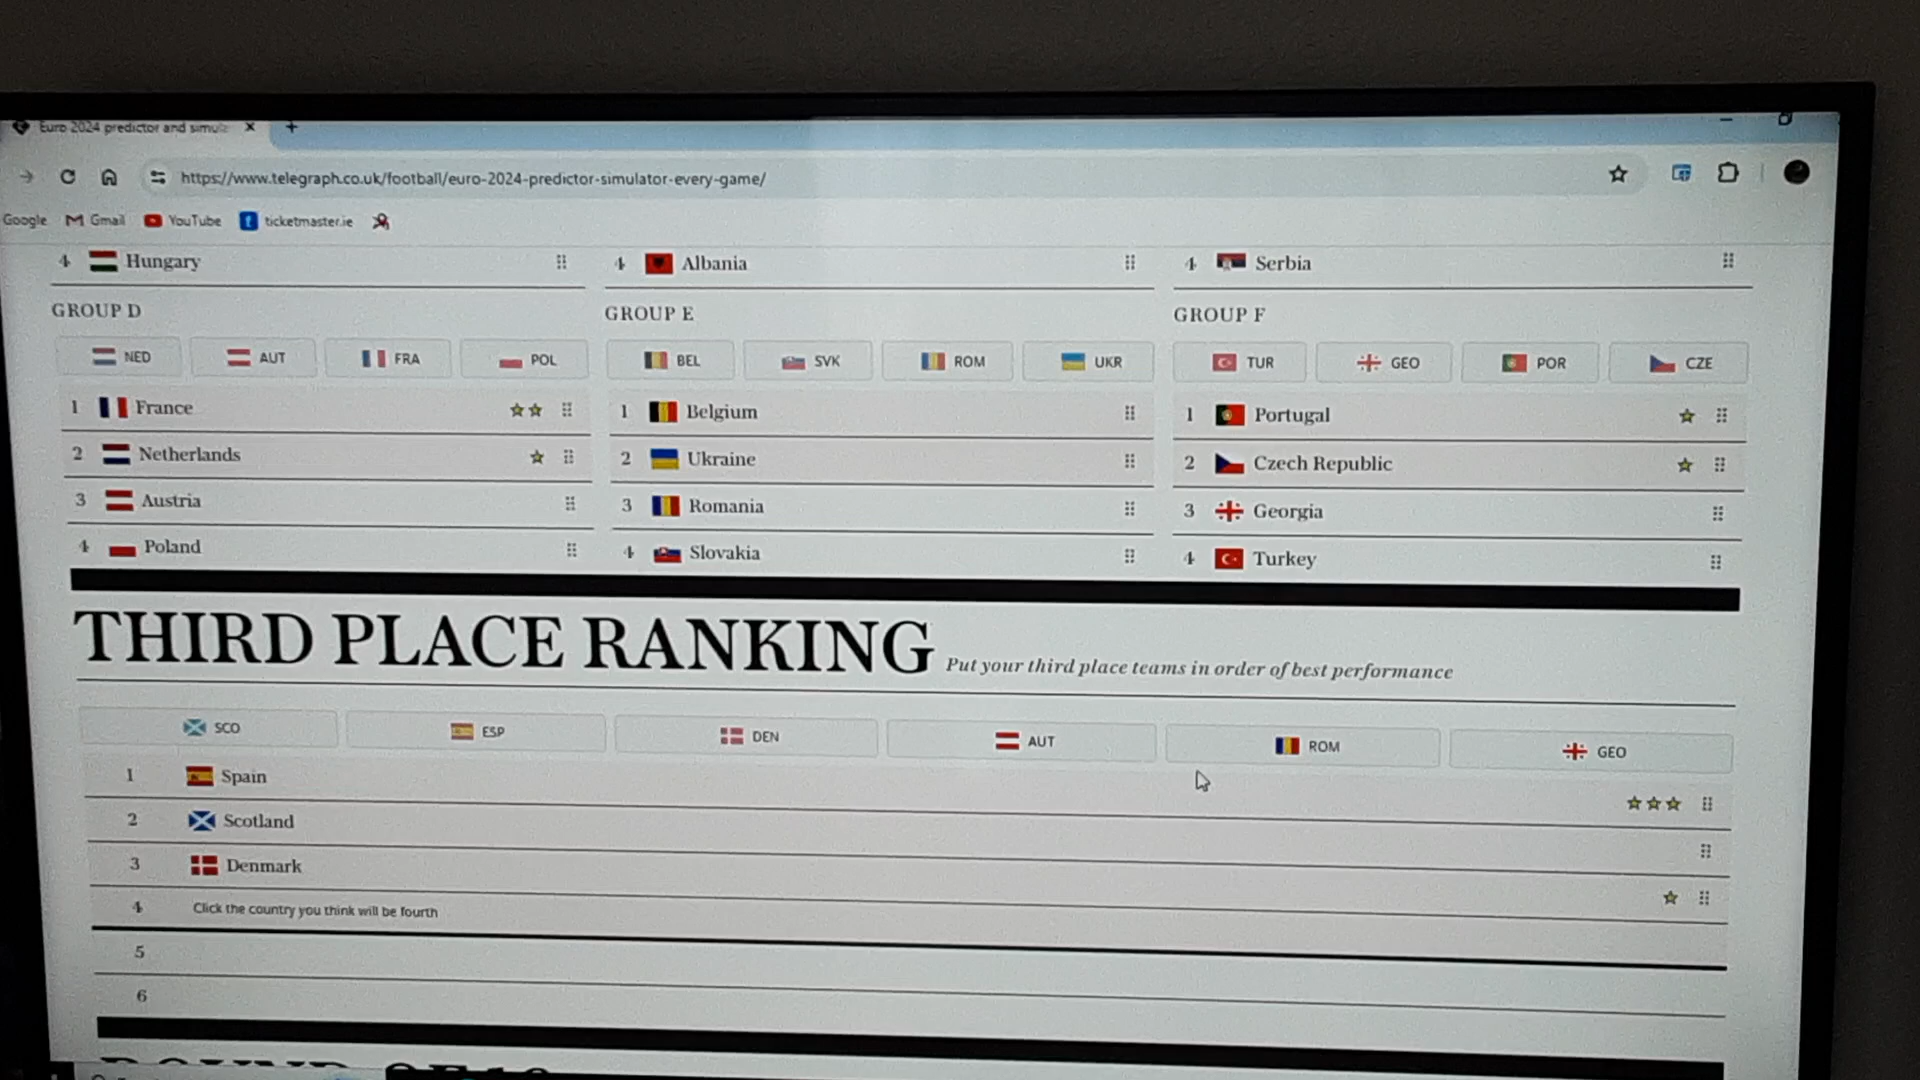 Euro 2024 predictor and simula
https://www.telegraph.co.uk/football/euro-2024-predictor-simulator-every-game/
Google Gmail YouTube ticketmaster.ie
4 Hungary
4 Albania
4 Serbia
GROUP D
NED AUT FRA POL
1 France
2 Netherlands
3 Austria
4 Poland
GROUP E
BEL SVK ROM UKR
1 Belgium
2 Ukraine
3 Romania
4 Slovakia
GROUP F
TUR GEO POR CZE
1 Portugal
2 Czech Republic
3 Georgia
4 Turkey
THIRD PLACE RANKING Put your third place teams in order of best performance
SCO ESP DEN AUT ROM GEO
1 Spain
2 Scotland
3 Denmark
4 Click the country you think will be fourth
5
6